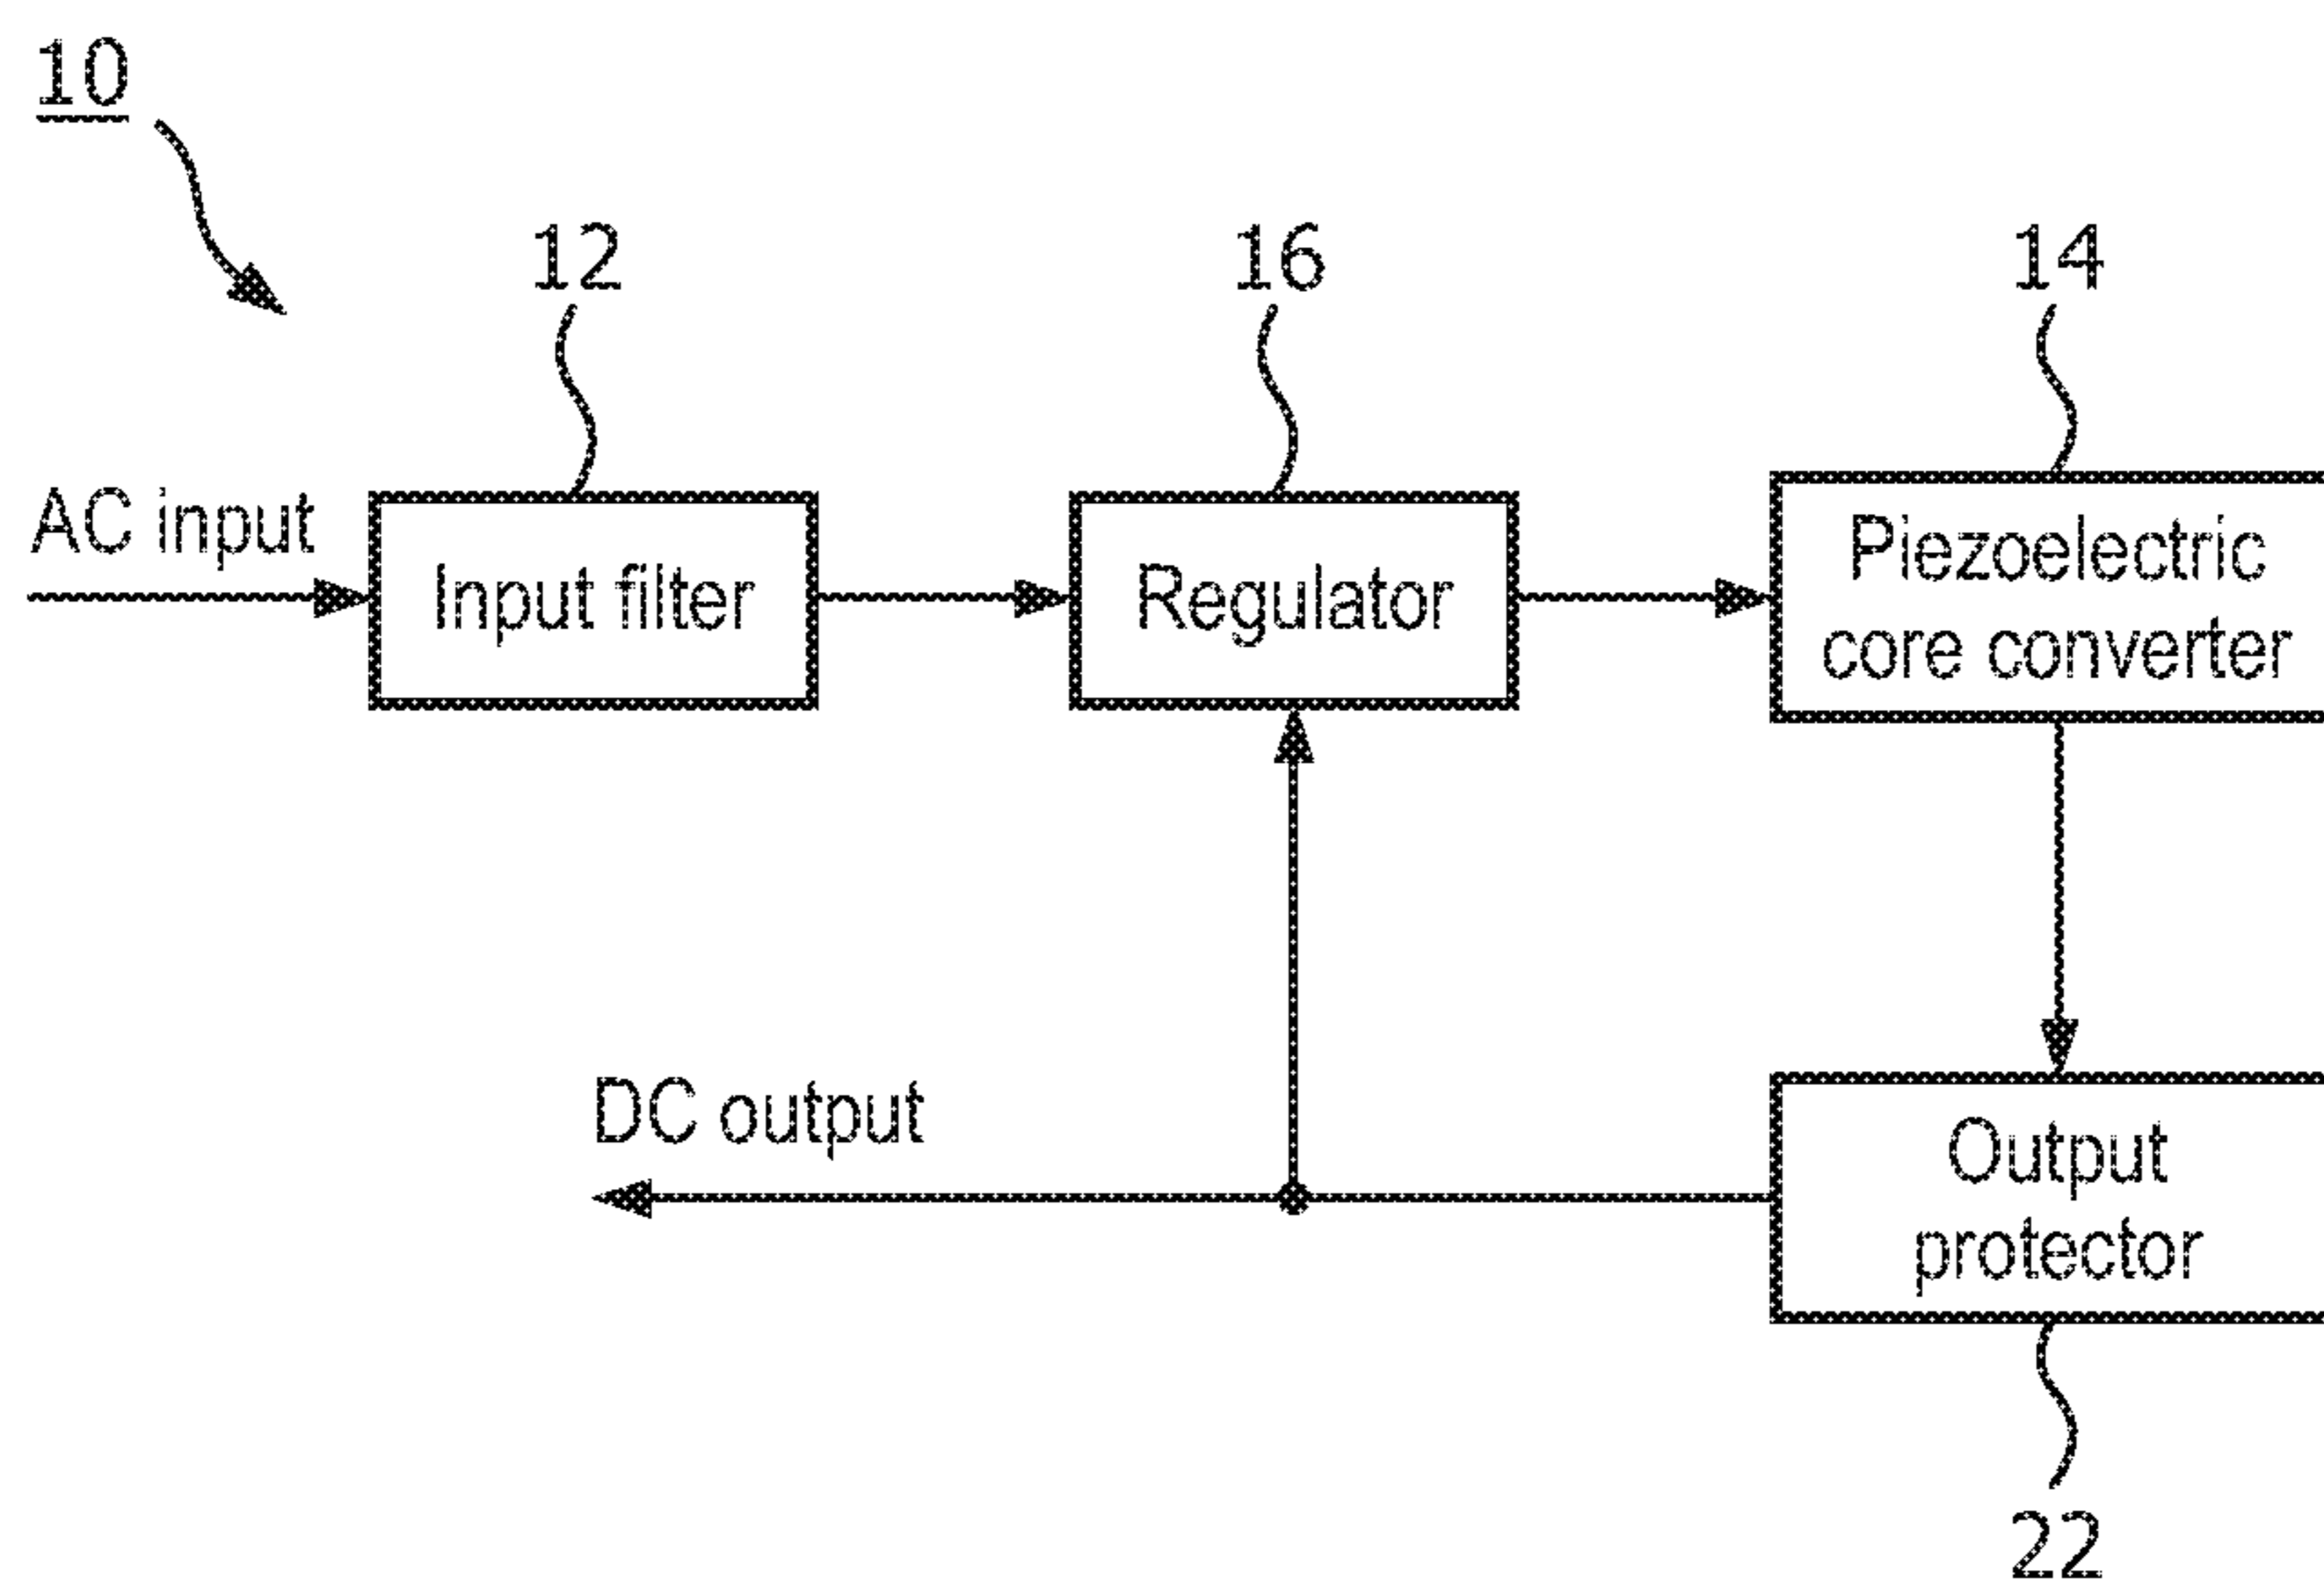 10
12
16
14
AC input
Input filter
Regulator
Piezoelectric
core converter
DC output
Output
protector
22